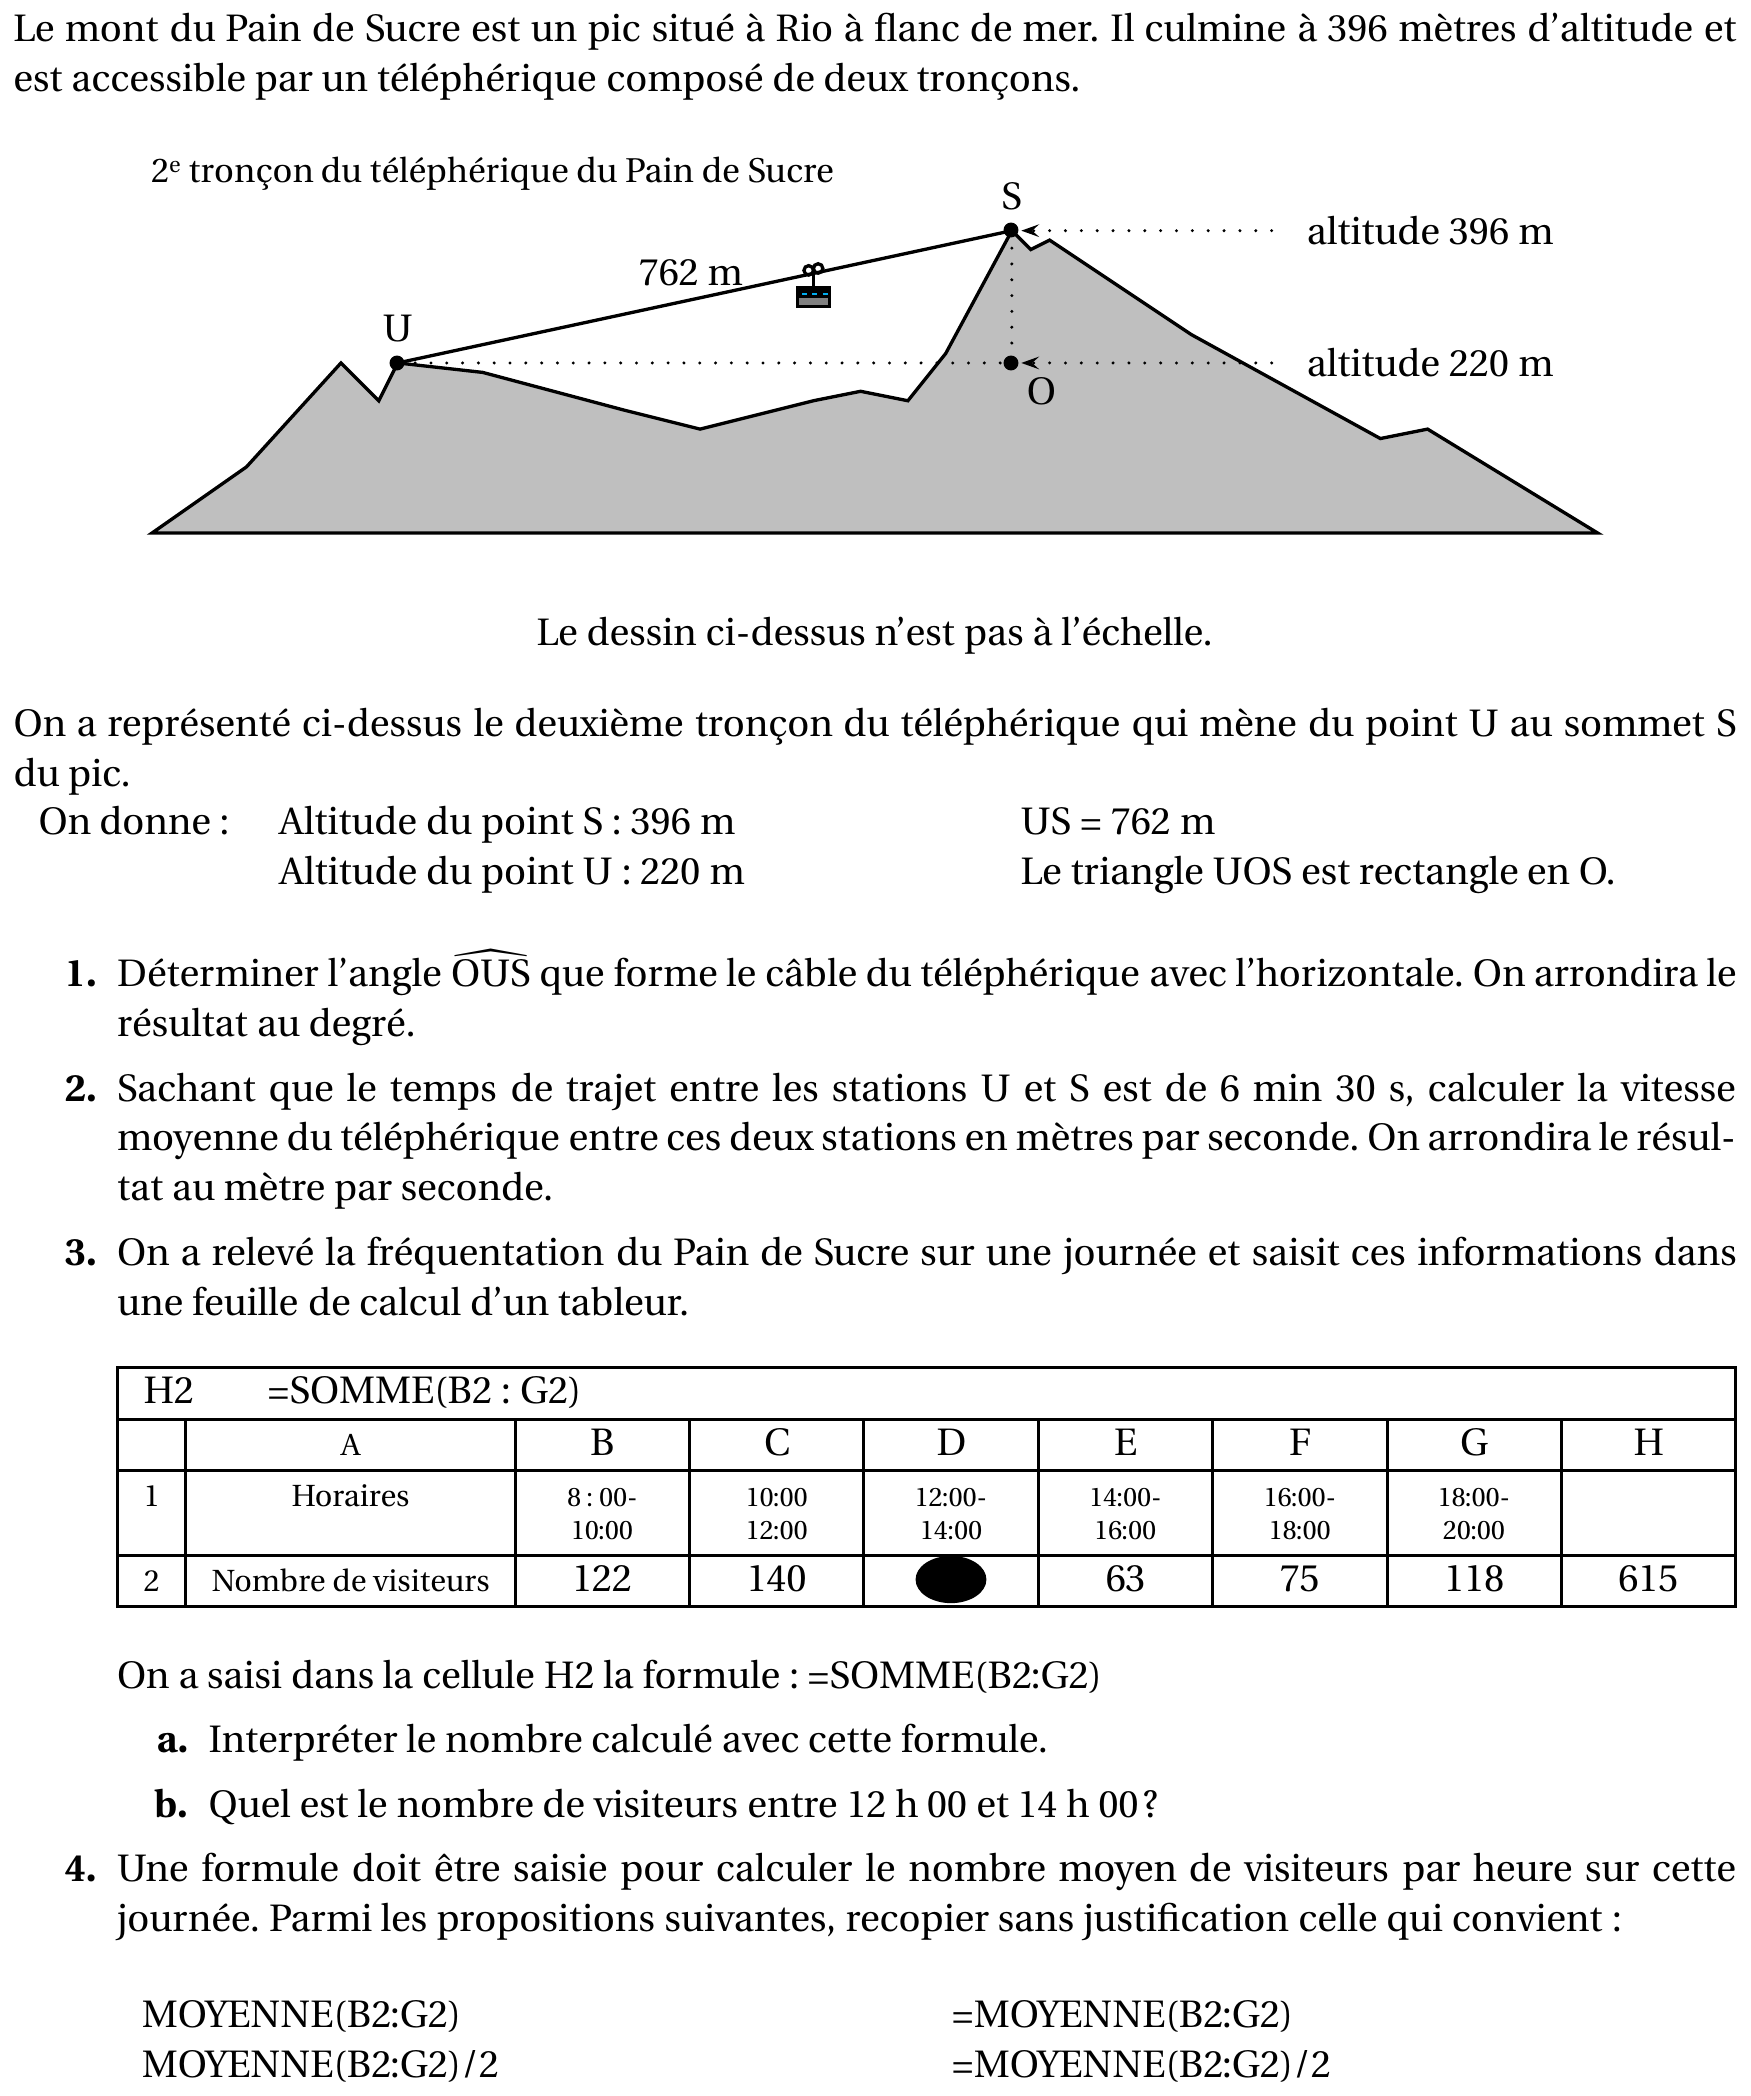 Le mont du Pain de Sucre est un pic situé à Rio à flanc de mer. Il culmine à 396 mètres d’altitude et
est accessible par un téléphérique composé de deux tronçons.
2e tronçon du téléphérique du Pain de Sucre
S
altitude 396 m
762 m
U
altitude 220 m
O
Le dessin ci-dessus n’est pas à l’échelle.
On a représenté ci-dessus le deuxième tronçon du téléphérique qui mène du point U au sommet S
du pic.
On donne : Altitude du point S : 396 m US = 762 m
Altitude du point U : 220 m Le triangle UOS est rectangle en O.
1. Déterminer l’angle OUS que forme le câble du téléphérique avec l’horizontale. On arrondira le
résultat au degré.
2. Sachant que le temps de trajet entre les stations U et S est de 6 min 30 s, calculer la vitesse
moyenne du téléphérique entre ces deux stations en mètres par seconde. On arrondira le résul-
tat au mètre par seconde.
3. On a relevé la fréquentation du Pain de Sucre sur une journée et saisit ces informations dans
une feuille de calcul d’un tableur.
H2 =SOMME(B2 : G2)
A B C D E F G H
1 Horaires 8 : 00- 10:00 12:00- 14:00- 16:00- 18:00-
10:00 12:00 14:00 16:00 18:00 20:00
2 Nombre de visiteurs 122 140 63 75 118 615
On a saisi dans la cellule H2 la formule : =SOMME(B2:G2)
a. Interpréter le nombre calculé avec cette formule.
b. Quel est le nombre de visiteurs entre 12 h 00 et 14 h 00 ?
4. Une formule doit être saisie pour calculer le nombre moyen de visiteurs par heure sur cette
journée. Parmi les propositions suivantes, recopier sans justification celle qui convient :
MOYENNE(B2:G2) =MOYENNE(B2:G2)
MOYENNE(B2:G2)/2 =MOYENNE(B2:G2)/2